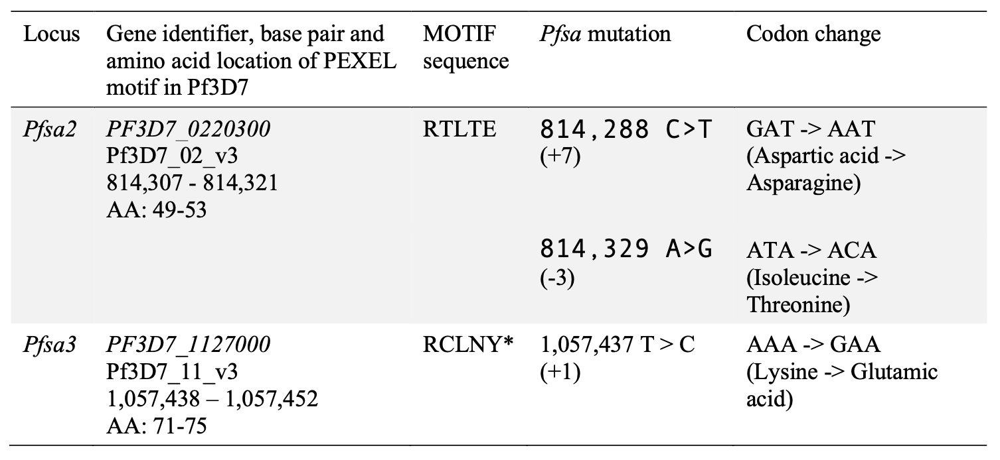 Locus
Gene identifier, base pair and
amino acid location of PEXEL
motif in Pf3D7
MOTIF
sequence
Pfsa mutation
Codon change
Pfsa2
PF3D7_0220300
Pf3D7_02_v3
814,307 - 814,321
AA: 49-53
RTLTE
814,288 C>T
(+7)
GAT -> AAT
(Aspartic acid ->
Asparagine)
814,329 A>G
(-3)
ATA -> ACA
(Isoleucine ->
Threonine)
Pfsa3
PF3D7_1127000
Pf3D7_11_v3
1,057,438 – 1,057,452
AA: 71-75
RCLNY*
1,057,437 T > C
(+1)
AAA -> GAA
(Lysine -> Glutamic
acid)